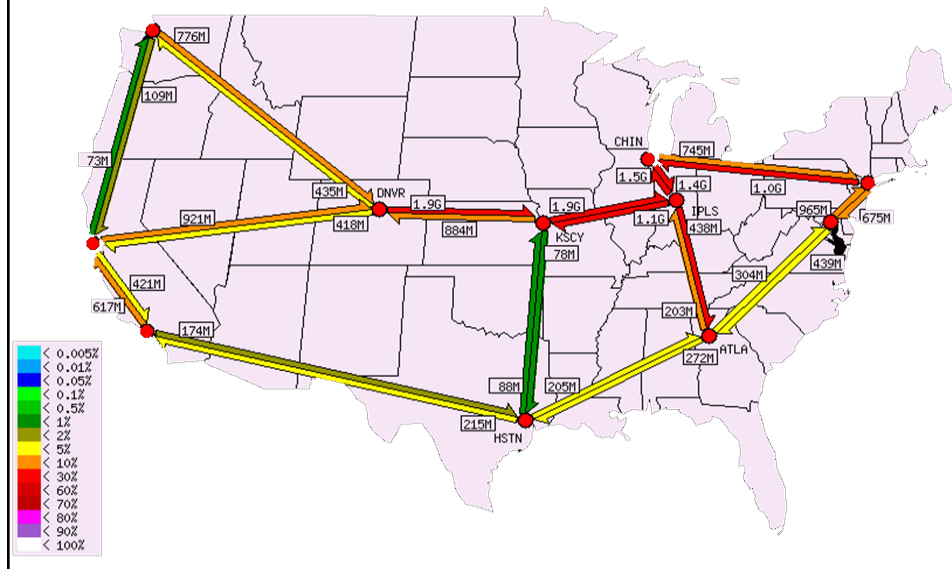 776M
109M
CHIN
745M
73M
1.5G
1.4G
1.0G
435M
DNVR
1.9G
1.9G
IPLS
965M
675M
921M
418M
884M
1.1G
438M
KSCY
78M
439M
304M
421M
617M
203M
174M
ATLA
272M
88M
205M
215M
HSTN
< 0.005%
< 0.01%
< 0.05%
< 0.1%
< 0.5%
< 1%
< 2%
< 5%
< 10%
< 30%
< 60%
< 70%
< 80%
< 90%
< 100%